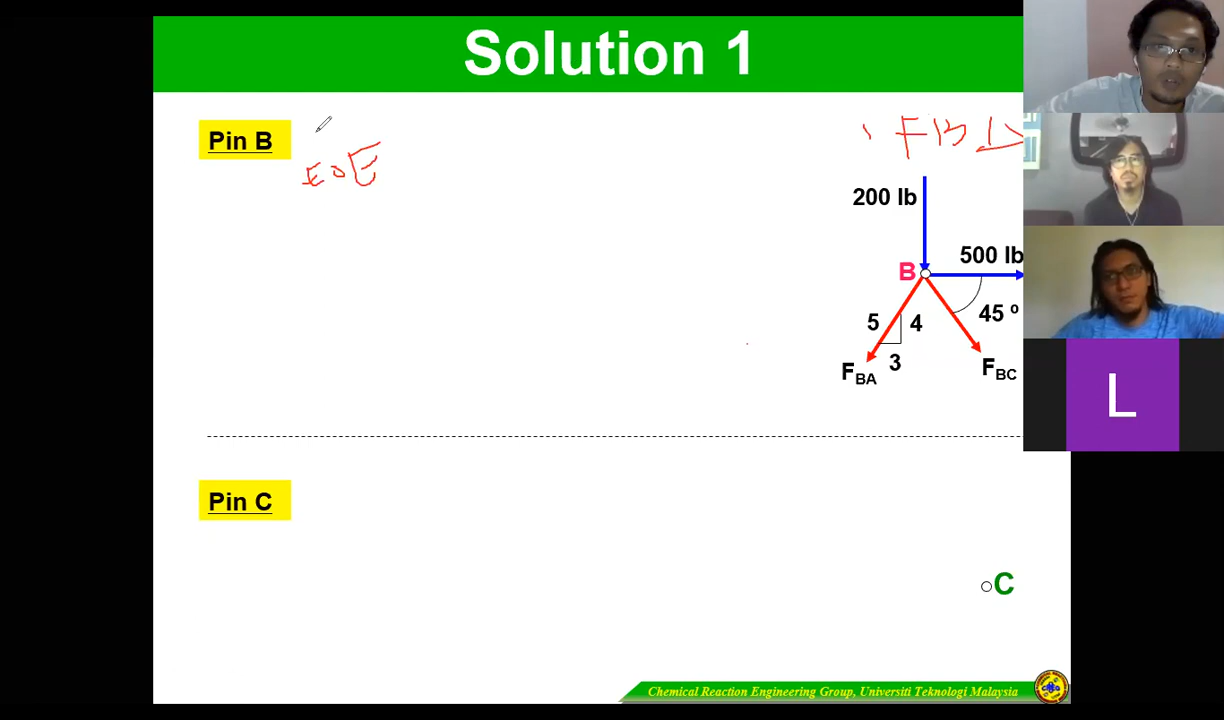 Solution 1
Pin B
EoE
FBD
200 lb
B
500 lb
45 º
5
4
3
FBA
FBC
L
Pin C
C
Chemical Reaction Engineering Group, Universiti Teknologi Malaysia